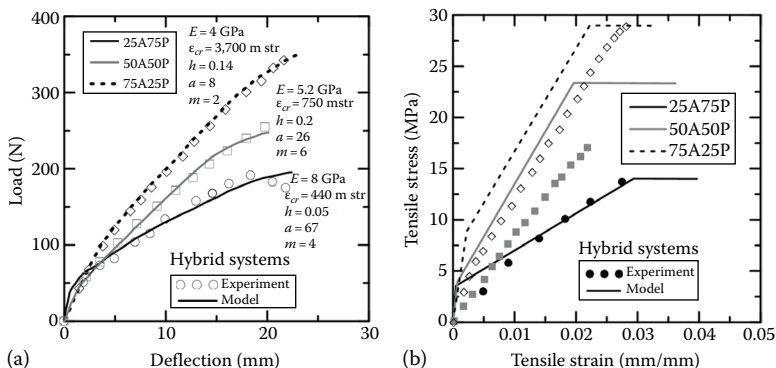 400
300
200
100
0
0
10
20
30
Load (N)
Deflection (mm)
25A75P
50A50P
75A25P
E = 4 GPa
εcr = 3,700 m str
h = 0.14
a = 8
m = 2
E = 5.2 GPa
εcr = 750 mstr
h = 0.2
a = 26
m = 6
E = 8 GPa
εcr = 440 m str
h = 0.05
a = 67
m = 4
Hybrid systems
Experiment
Model
(a)
30
25
20
15
10
5
0
0
0.01
0.02
0.03
0.04
0.05
Tensile stress (MPa)
Tensile strain (mm/mm)
25A75P
50A50P
75A25P
Hybrid systems
Experiment
Model
(b)